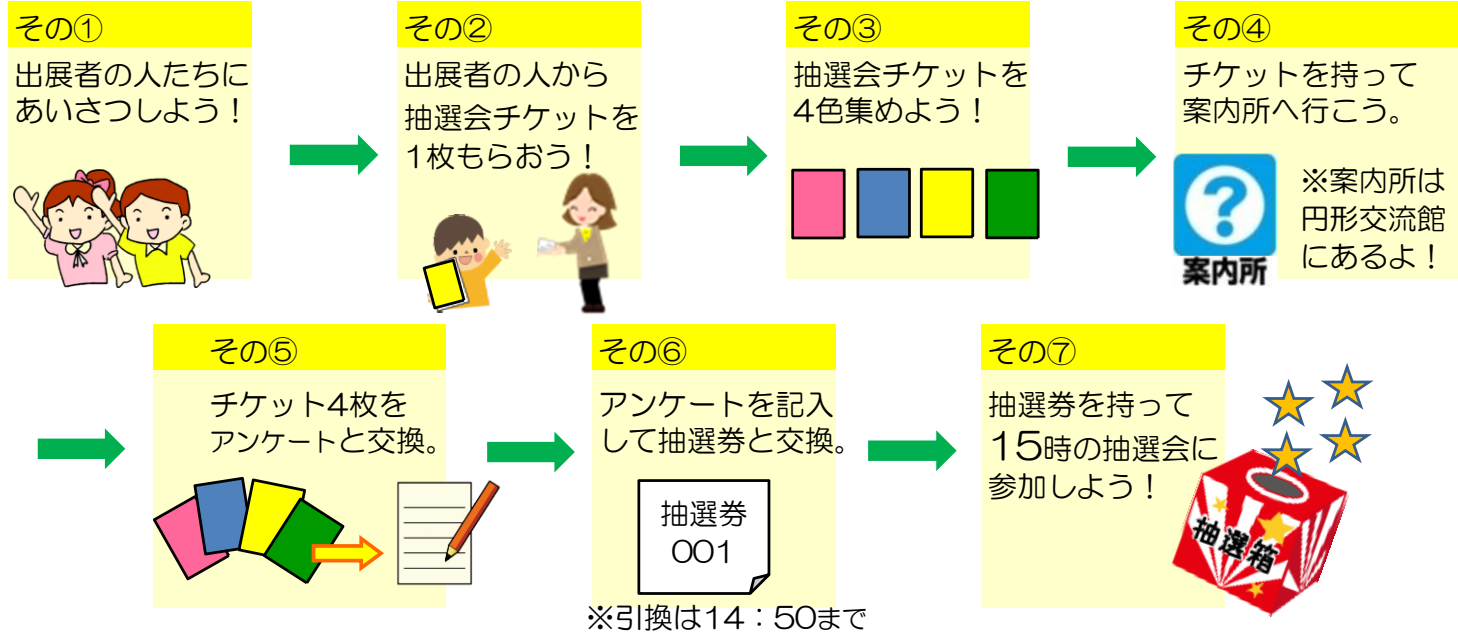 その①
出展者の人たちに
あいさつしよう！
その②
出展者の人から
抽選会チケットを
1枚もらおう！
その③
抽選会チケットを
4色集めよう！
その④
チケットを持って
案内所へ行こう。
?
案内所
※案内所は
円形交流館
にあるよ！
その⑤
チケット4枚を
アンケートと交換。
その⑥
アンケートを記入
して抽選券と交換。
抽選券
001
※引換は14：50まで
その⑦
抽選券を持って
15時の抽選会に
参加しよう！
抽選箱